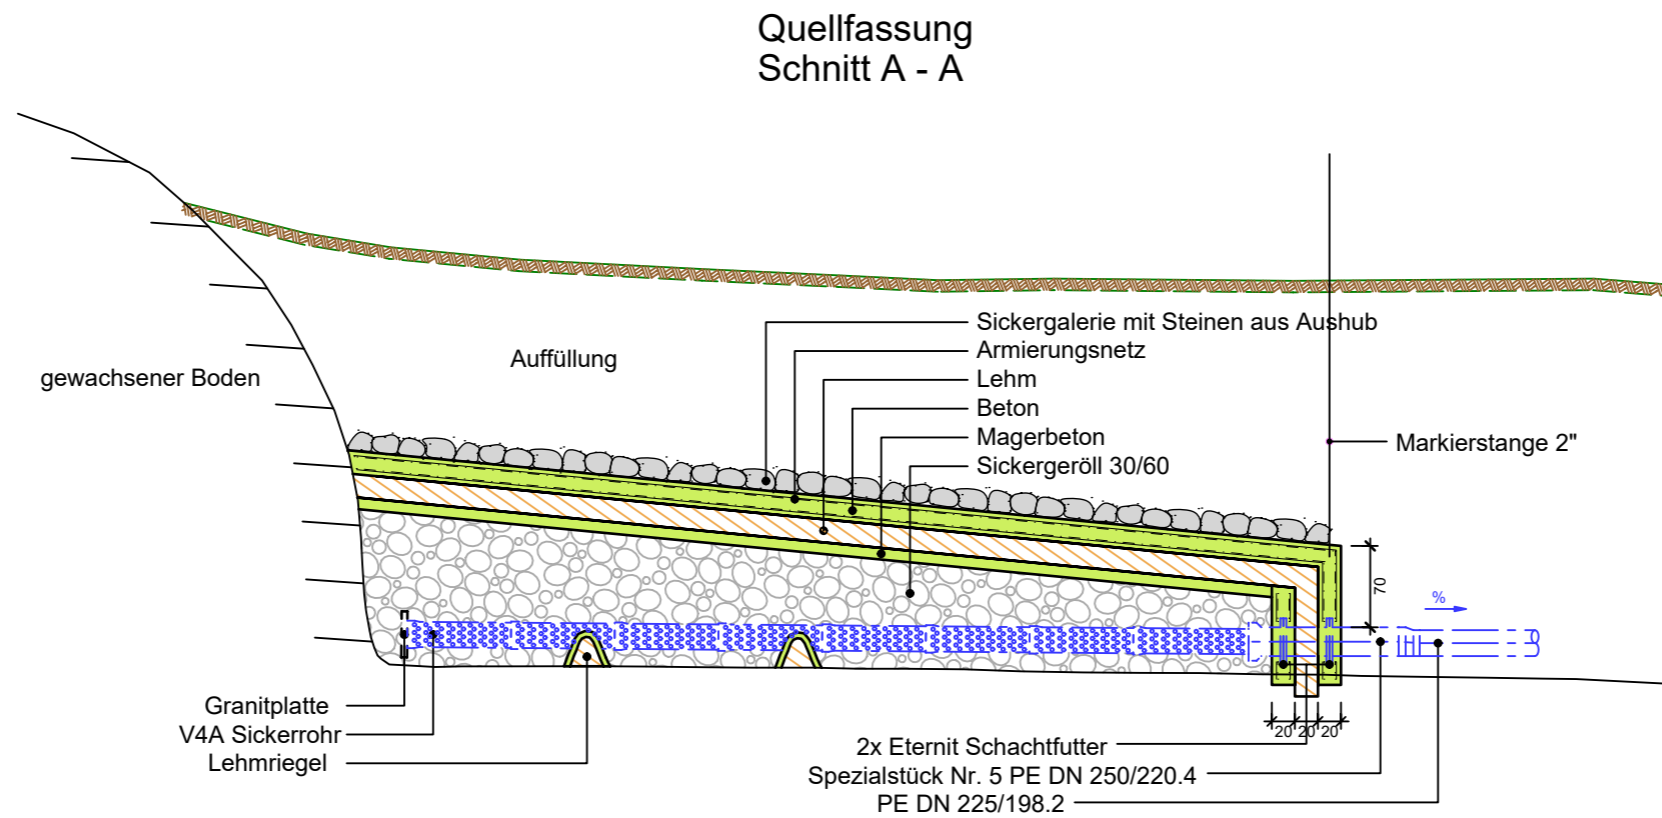 Quellfassung
Schnitt A - A
Sickergalerie mit Steinen aus Aushub
Armierungsnetz
Lehm
Beton
Magerbeton
Sickergeröll 30/60
gewachsener Boden
Auffüllung
Markierstange 2"
70
%
Granitplatte
V4A Sickerrohr
Lehmriegel
20 20 20
2x Eternit Schachtfutter
Spezialstück Nr. 5 PE DN 250/220.4
PE DN 225/198.2